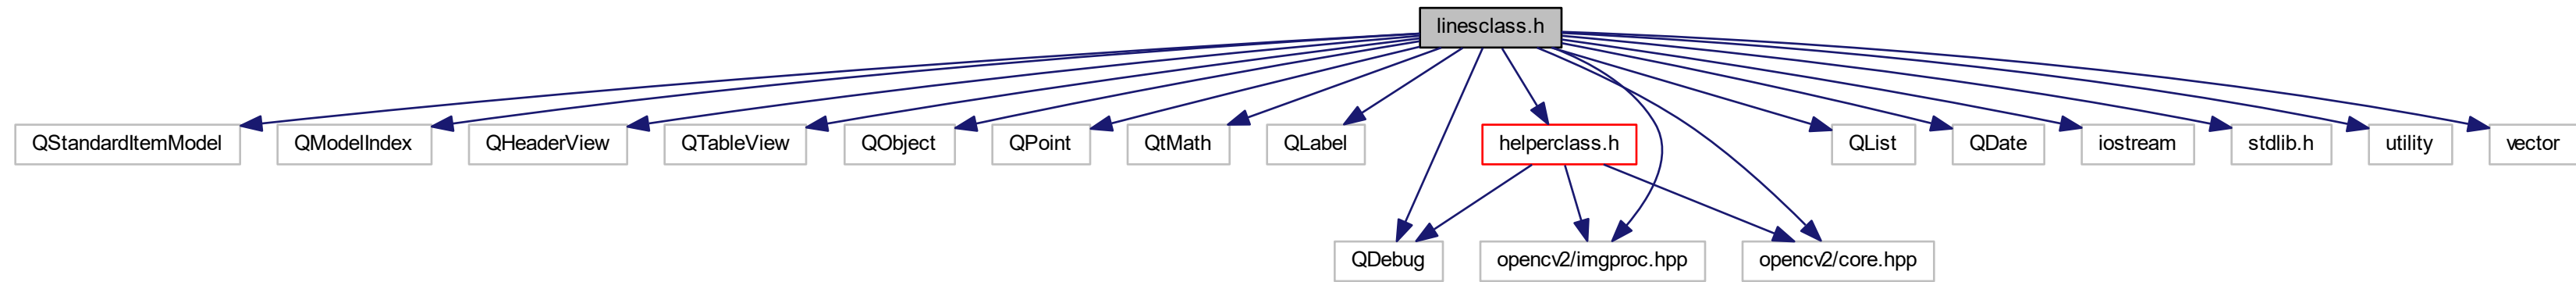 linesclass.h
QStandardItemModel
QModelIndex
QHeaderView
QTableView
QObject
QPoint
QtMath
QLabel
helperclass.h
QList
QDate
iostream
stdlib.h
utility
vector
QDebug
opencv2/imgproc.hpp
opencv2/core.hpp